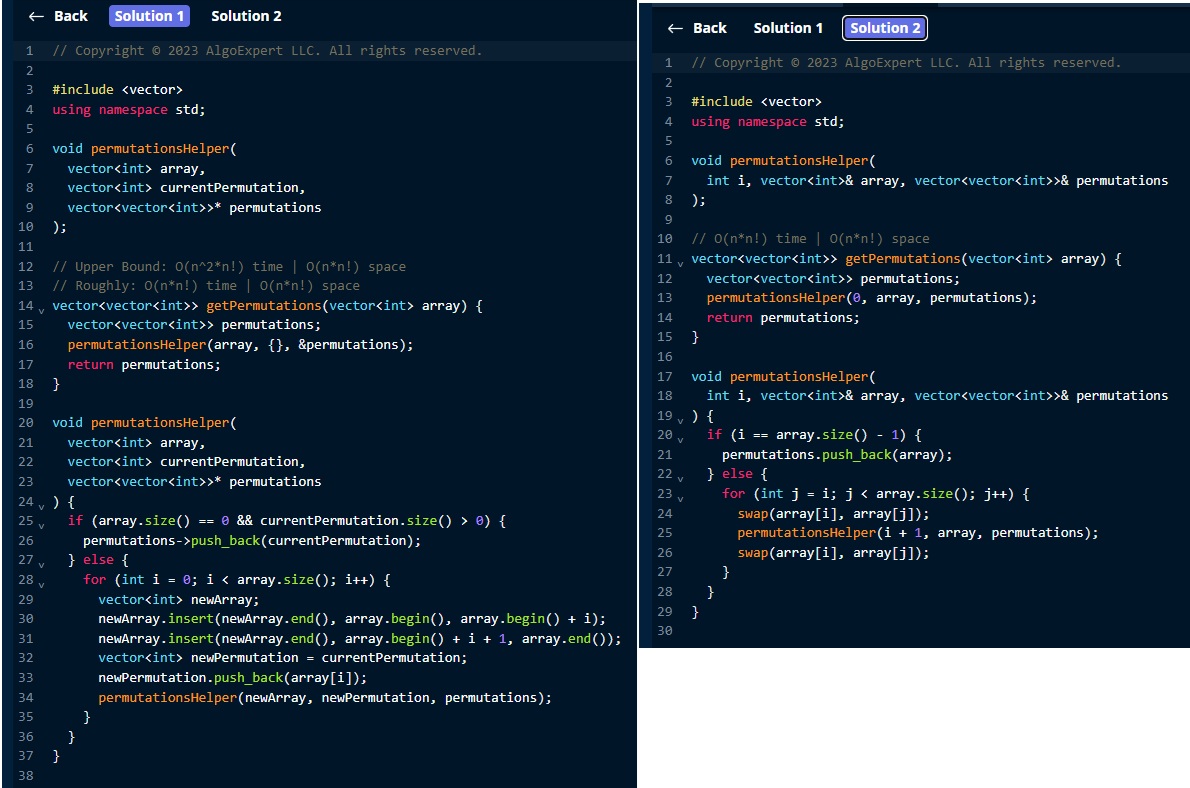 ← Back Solution 1 Solution 2
1 // Copyright © 2023 AlgoExpert LLC. All rights reserved.
2
3 #include <vector>
4 using namespace std;
5
6 void permutationsHelper(
7   vector<int> array,
8   vector<int> currentPermutation,
9   vector<vector<int>>* permutations
10 );
11
12 // Upper Bound: O(n^2*n!) time | O(n*n!) space
13 // Roughly: O(n*n!) time | O(n*n!) space
14 vector<vector<int>> getPermutations(vector<int> array) {
15   vector<vector<int>> permutations;
16   permutationsHelper(array, {}, &permutations);
17   return permutations;
18 }
19
20 void permutationsHelper(
21   vector<int> array,
22   vector<int> currentPermutation,
23   vector<vector<int>>* permutations
24 ) {
25   if (array.size() == 0 && currentPermutation.size() > 0) {
26     permutations->push_back(currentPermutation);
27   } else {
28     for (int i = 0; i < array.size(); i++) {
29       vector<int> newArray;
30       newArray.insert(newArray.end(), array.begin(), array.begin() + i);
31       newArray.insert(newArray.end(), array.begin() + i + 1, array.end());
32       vector<int> newPermutation = currentPermutation;
33       newPermutation.push_back(array[i]);
34       permutationsHelper(newArray, newPermutation, permutations);
35     }
36   }
37 }
38
← Back Solution 1 Solution 2
1 // Copyright © 2023 AlgoExpert LLC. All rights reserved.
2
3 #include <vector>
4 using namespace std;
5
6 void permutationsHelper(
7   int i, vector<int>& array, vector<vector<int>>& permutations
8 );
9
10 // O(n*n!) time | O(n*n!) space
11 vector<vector<int>> getPermutations(vector<int> array) {
12   vector<vector<int>> permutations;
13   permutationsHelper(0, array, permutations);
14   return permutations;
15 }
16
17 void permutationsHelper(
18   int i, vector<int>& array, vector<vector<int>>& permutations
19 ) {
20   if (i == array.size() - 1) {
21     permutations.push_back(array);
22   } else {
23     for (int j = i; j < array.size(); j++) {
24       swap(array[i], array[j]);
25       permutationsHelper(i + 1, array, permutations);
26       swap(array[i], array[j]);
27     }
28   }
29 }
30